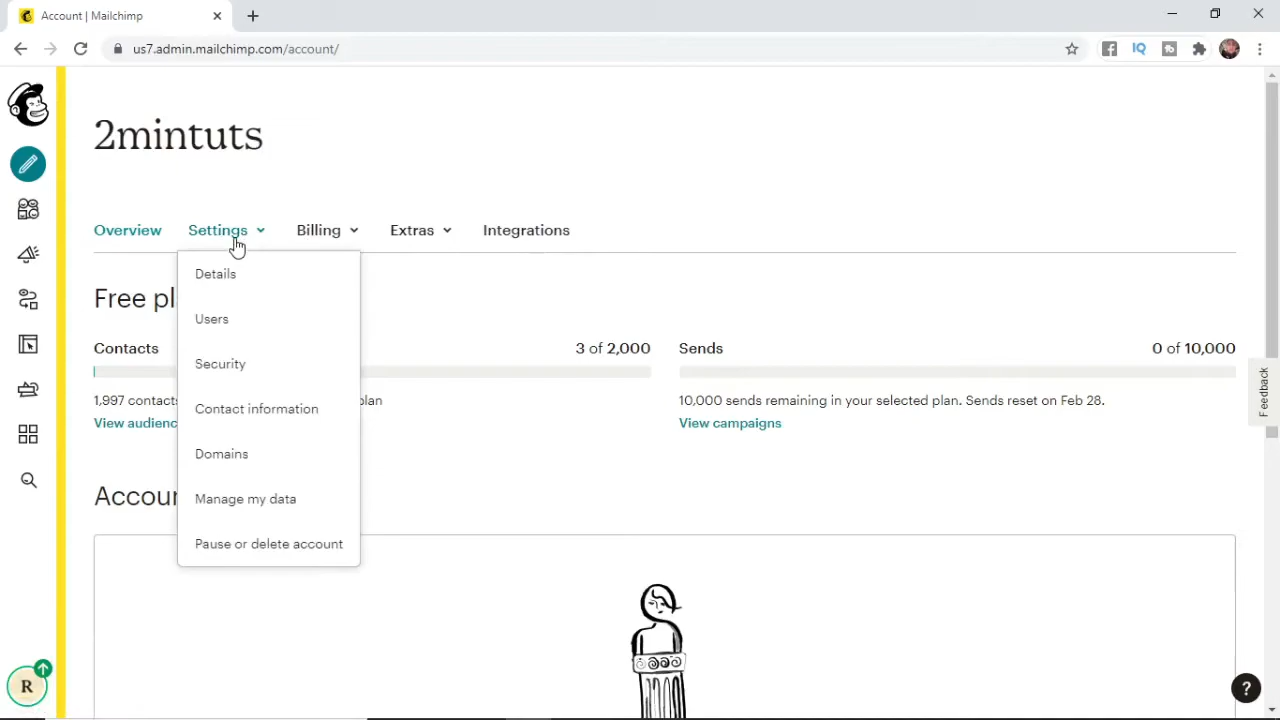 Account | Mailchimp
us7.admin.mailchimp.com/account/
IQ
2mintuts
Overview Settings Billing Extras Integrations
Details
Users
Security
Contact information
Domains
Manage my data
Pause or delete account
Free pl
Contacts 3 of 2,000
1,997 contacts plan
View audienc
Sends 0 of 10,000
10,000 sends remaining in your selected plan. Sends reset on Feb 28.
View campaigns
Accoun
Feedback
R
?